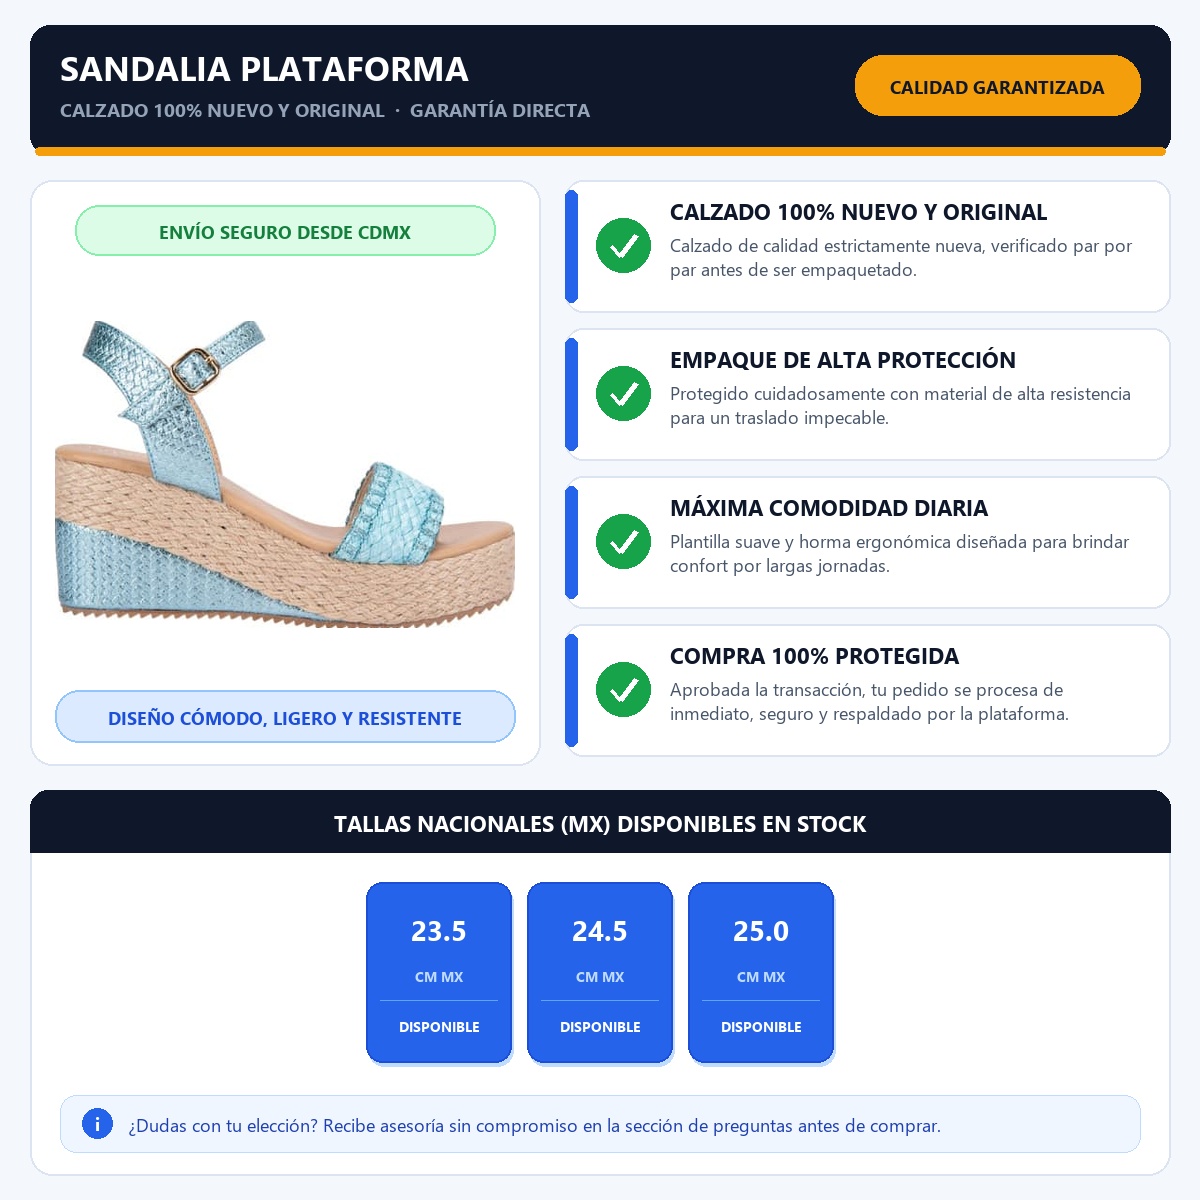 SANDALIA PLATAFORMA
CALZADO 100% NUEVO Y ORIGINAL · GARANTÍA DIRECTA
CALIDAD GARANTIZADA
ENVÍO SEGURO DESDE CDMX
DISEÑO CÓMODO, LIGERO Y RESISTENTE
CALZADO 100% NUEVO Y ORIGINAL
Calzado de calidad estrictamente nueva, verificado par por
par antes de ser empaquetado.
EMPAQUE DE ALTA PROTECCIÓN
Protegido cuidadosamente con material de alta resistencia
para un traslado impecable.
MÁXIMA COMODIDAD DIARIA
Plantilla suave y horma ergonómica diseñada para brindar
confort por largas jornadas.
COMPRA 100% PROTEGIDA
Aprobada la transacción, tu pedido se procesa de
inmediato, seguro y respaldado por la plataforma.
TALLAS NACIONALES (MX) DISPONIBLES EN STOCK
23.5
CM MX
DISPONIBLE
24.5
CM MX
DISPONIBLE
25.0
CM MX
DISPONIBLE
¿Dudas con tu elección? Recibe asesoría sin compromiso en la sección de preguntas antes de comprar.